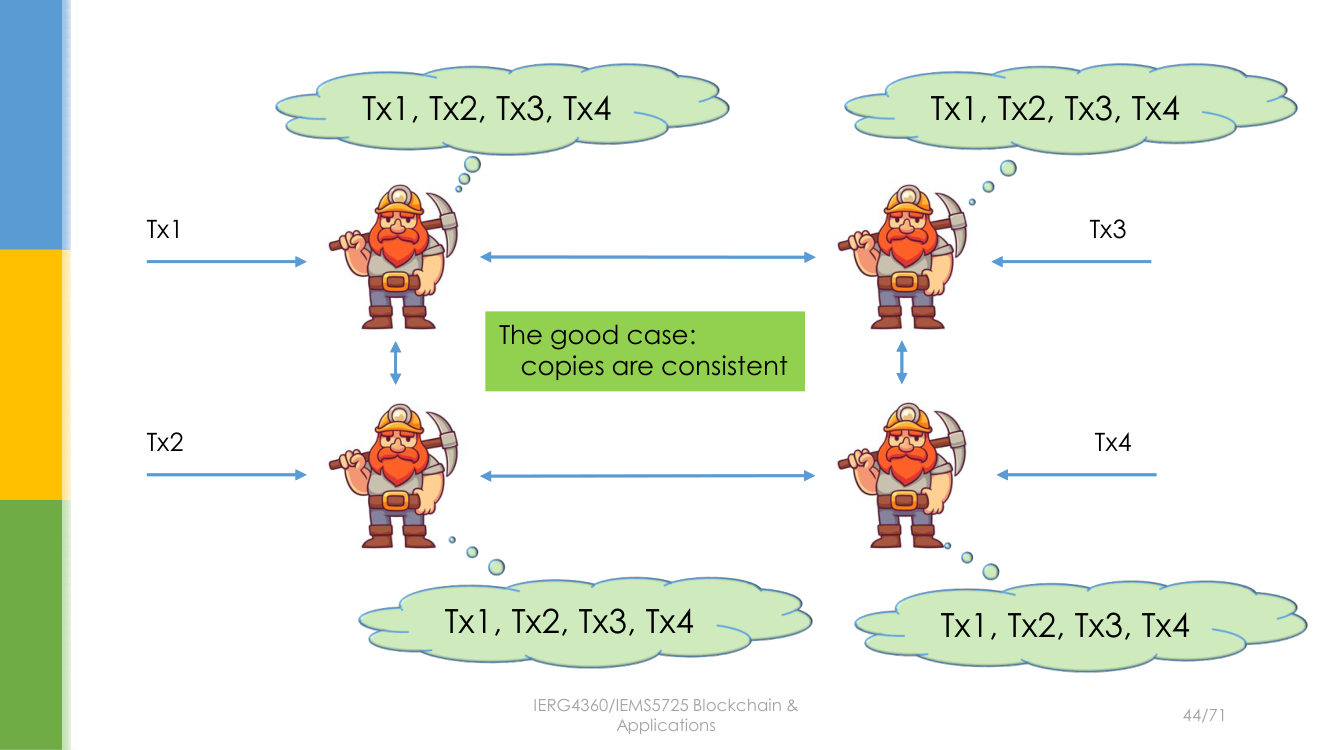 Tx1, Tx2, Tx3, Tx4
Tx1, Tx2, Tx3, Tx4
Tx1
Tx3
The good case:
copies are consistent
Tx2
Tx4
Tx1, Tx2, Tx3, Tx4
Tx1, Tx2, Tx3, Tx4
IERG4360/IEMS5725 Blockchain &
Applications
44/71